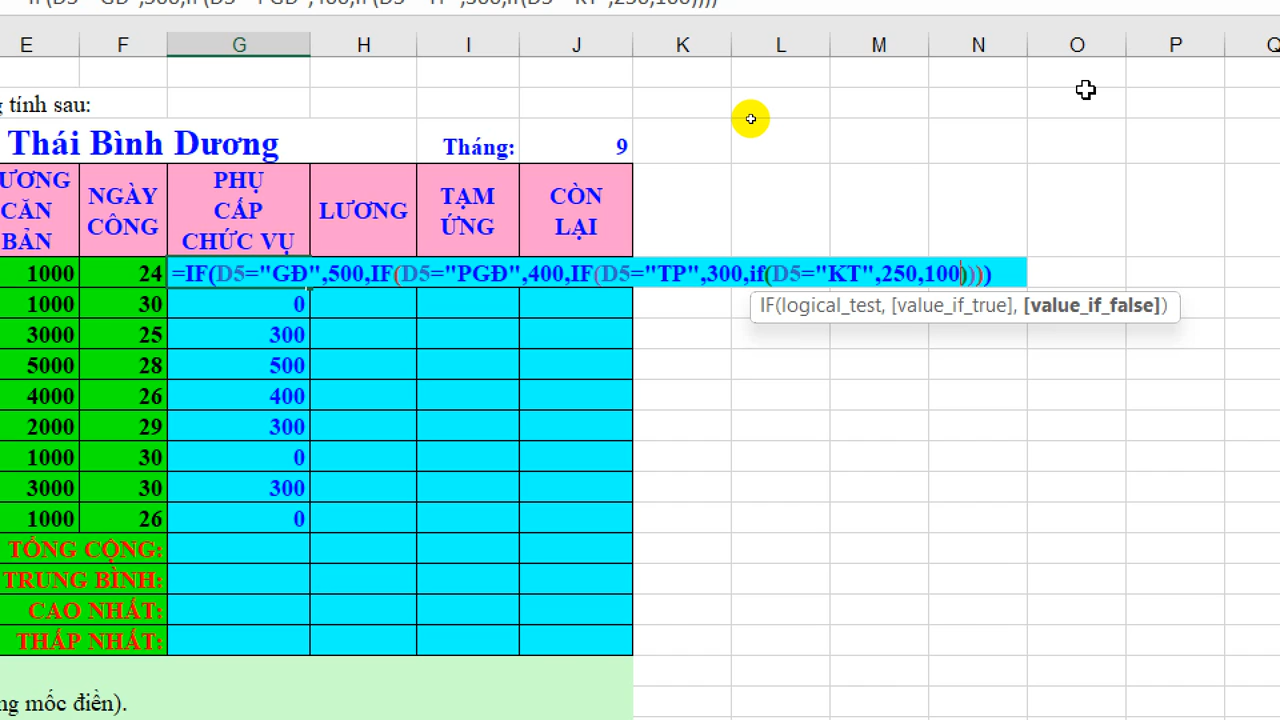 E F G H I J K L M N O P Q
g tính sau:
Thái Bình Dương Tháng: 9
ƯƠNG CĂN BẢN NGÀY CÔNG PHỤ CẤP CHỨC VỤ LƯƠNG TẠM ỨNG CÒN LẠI
1000 24 =IF(D5="GĐ",500,IF(D5="PGĐ",400,IF(D5="TP",300,if(D5="KT",250,100))))
IF(logical_test, [value_if_true], [value_if_false])
1000 30 0
3000 25 300
5000 28 500
4000 26 400
2000 29 300
1000 30 0
3000 30 300
1000 26 0
TỔNG CỘNG:
TRUNG BÌNH:
CAO NHẤT:
THẤP NHẤT:
ng mốc điền).